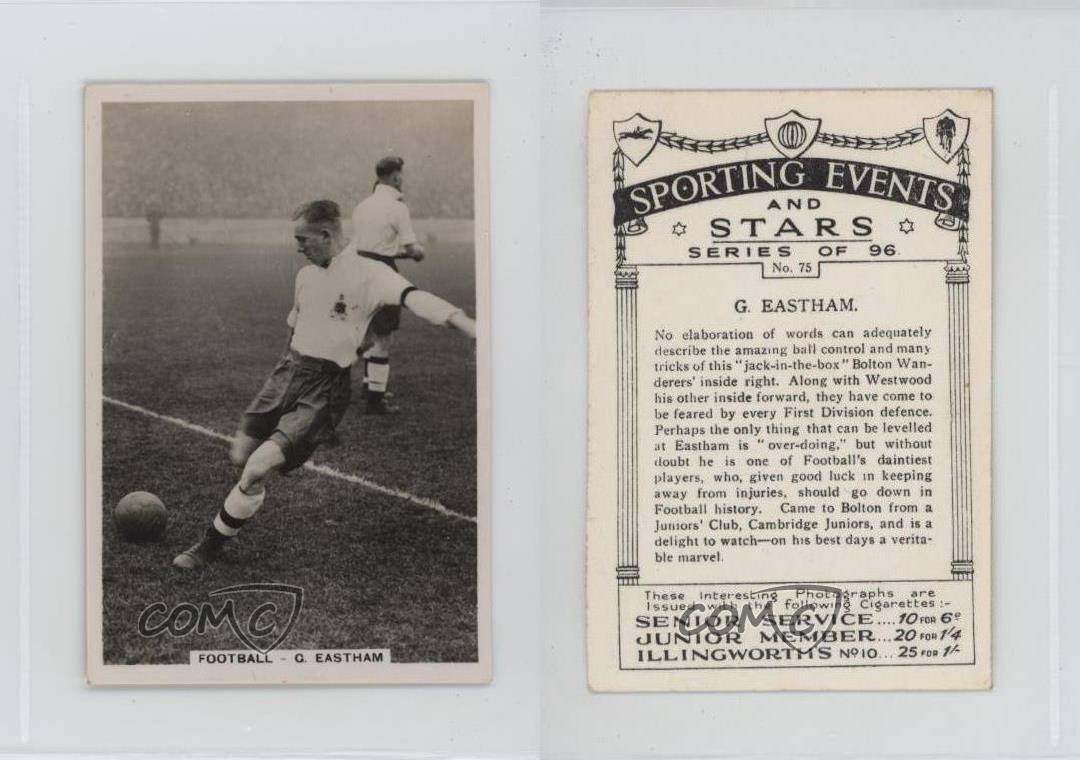 FOOTBALL - G. EASTHAM
COMC
SPORTING EVENTS
AND
STARS
SERIES OF 96.
No. 75
G. EASTHAM.
No elaboration of words can adequately
describe the amazing ball control and many
tricks of this "jack-in-the-box" Bolton Wan-
derers' inside right. Along with Westwood
his other inside forward, they have come to
be feared by every First Division defence.
Perhaps the only thing that can be levelled
at Eastham is "over-doing," but without
doubt he is one of Football's daintiest
players, who, given good luck in keeping
away from injuries, should go down in
Football history. Came to Bolton from a
Juniors' Club, Cambridge Juniors, and is a
delight to watch—on his best days a verita-
ble marvel.
These Interesting Photographs are
Issued with the following Cigarettes:-
SENIOR SERVICE....10 FOR 6D
JUNIOR MEMBER...20 FOR 1/4
ILLINGWORTH'S No 10...25 FOR 1/-
COMC